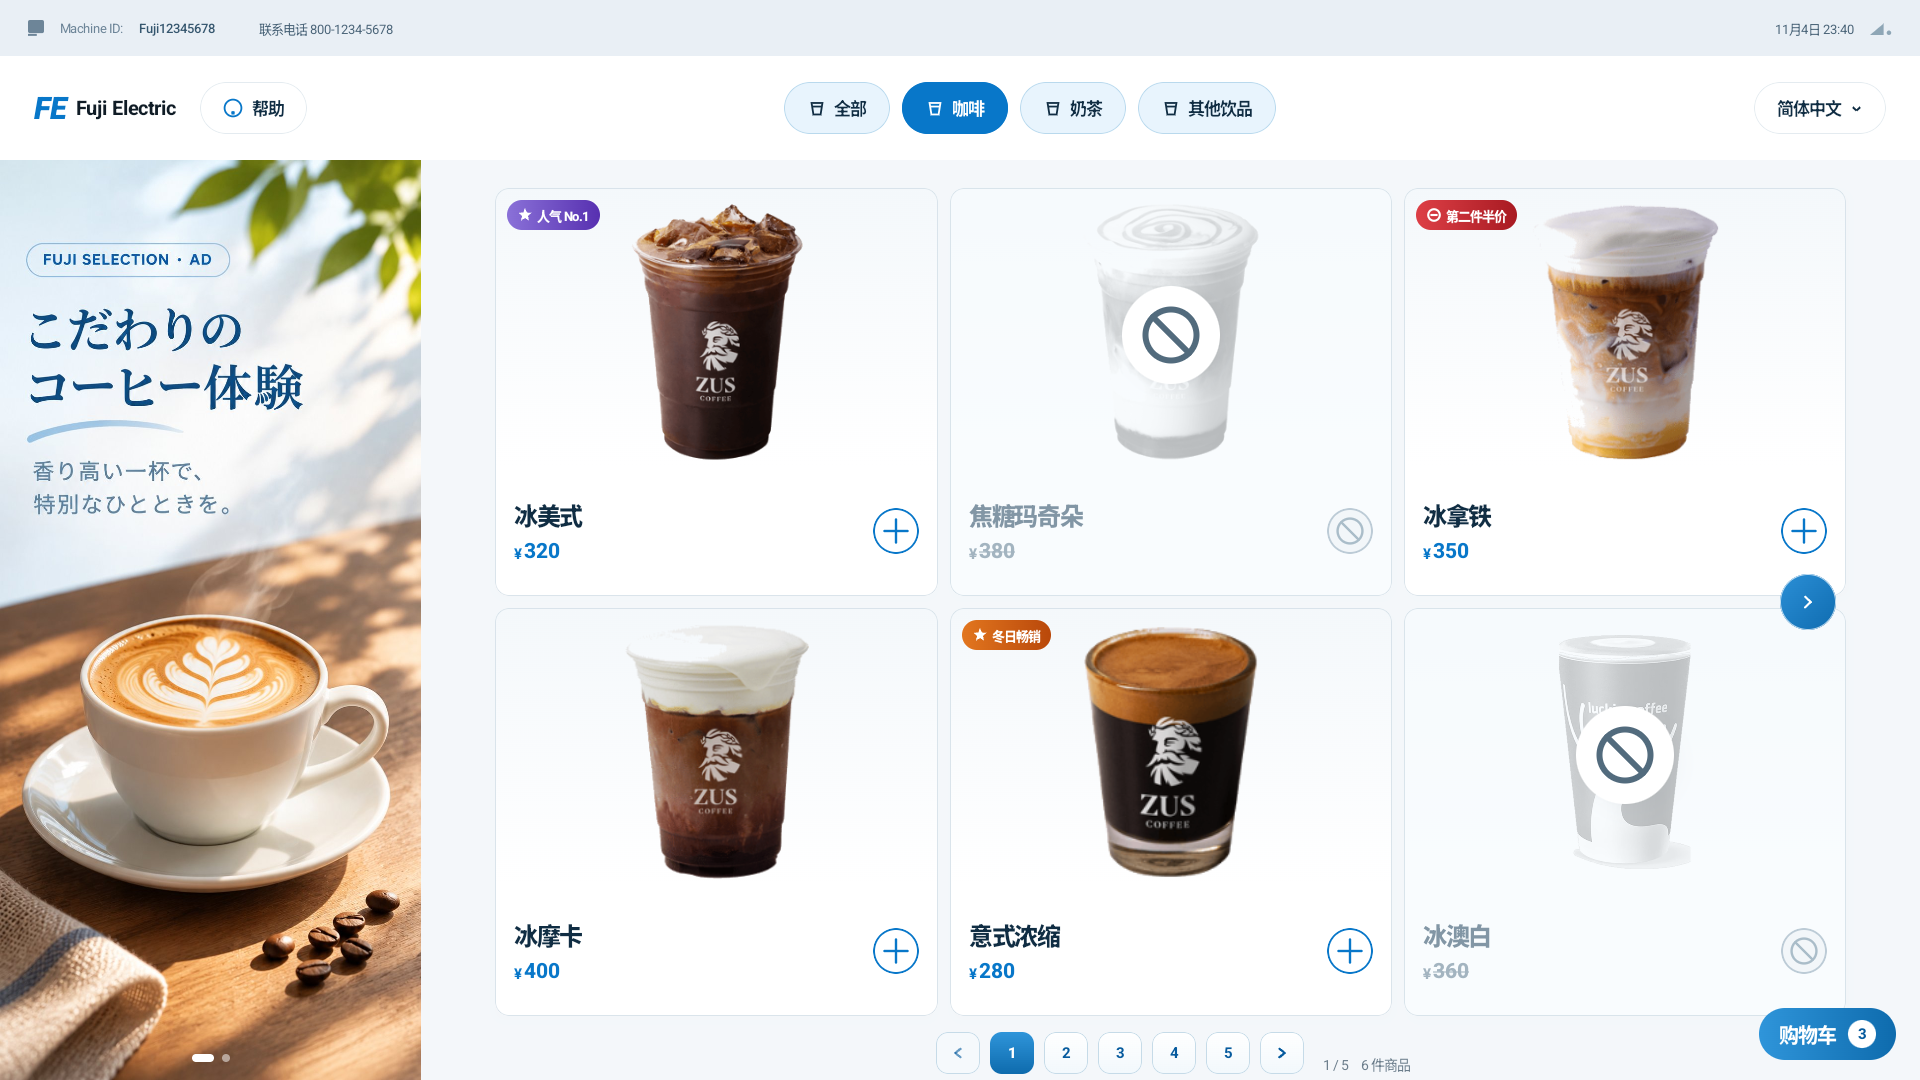 Machine ID: Fuji12345678 联系电话 800-1234-5678 11月4日 23:40
FE Fuji Electric 帮助 全部 咖啡 奶茶 其他饮品 简体中文
FUJI SELECTION・AD
こだわりの
コーヒー体験
香り高い一杯で、
特別なひとときを。
人气 No.1
ZUS
COFFEE
冰美式
¥320
ZUS
焦糖玛奇朵
¥380
第二件半价
ZUS
COFFEE
冰拿铁
¥350
ZUS
COFFEE
冰摩卡
¥400
冬日畅销
ZUS
COFFEE
意式浓缩
¥280
冰澳白
¥360
1 2 3 4 5 1 / 5 6 件商品
购物车 3